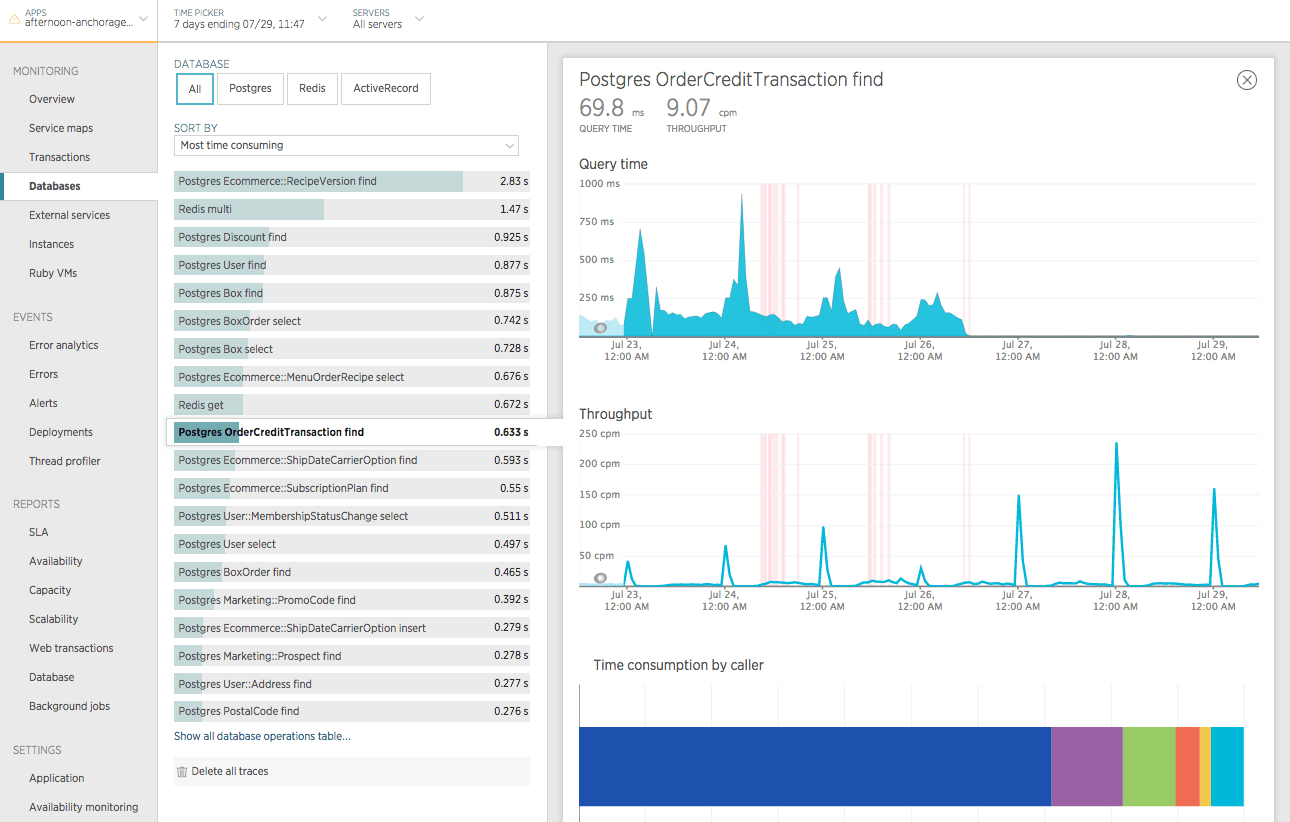 APPS
afternoon-anchorage...
TIME PICKER
7 days ending 07/29, 11:47
SERVERS
All servers
MONITORING
Overview
Service maps
Transactions
Databases
External services
Instances
Ruby VMs
EVENTS
Error analytics
Errors
Alerts
Deployments
Thread profiler
REPORTS
SLA
Availability
Capacity
Scalability
Web transactions
Database
Background jobs
SETTINGS
Application
Availability monitoring
DATABASE
All Postgres Redis ActiveRecord
SORT BY
Most time consuming
Postgres Ecommerce::RecipeVersion find 2.83 s
Redis multi 1.47 s
Postgres Discount find 0.925 s
Postgres User find 0.877 s
Postgres Box find 0.875 s
Postgres BoxOrder select 0.742 s
Postgres Box select 0.728 s
Postgres Ecommerce::MenuOrderRecipe select 0.676 s
Redis get 0.672 s
Postgres OrderCreditTransaction find 0.633 s
Postgres Ecommerce::ShipDateCarrierOption find 0.593 s
Postgres Ecommerce::SubscriptionPlan find 0.55 s
Postgres User::MembershipStatusChange select 0.511 s
Postgres User select 0.497 s
Postgres BoxOrder find 0.465 s
Postgres Marketing::PromoCode find 0.392 s
Postgres Ecommerce::ShipDateCarrierOption insert 0.279 s
Postgres Marketing::Prospect find 0.278 s
Postgres User::Address find 0.277 s
Postgres PostalCode find 0.276 s
Show all database operations table...
Delete all traces
Postgres OrderCreditTransaction find
69.8 ms 9.07 cpm
QUERY TIME THROUGHPUT
Query time
1000 ms
750 ms
500 ms
250 ms
Jul 23, Jul 24, Jul 25, Jul 26, Jul 27, Jul 28, Jul 29,
12:00 AM 12:00 AM 12:00 AM 12:00 AM 12:00 AM 12:00 AM 12:00 AM
Throughput
250 cpm
200 cpm
150 cpm
100 cpm
50 cpm
Jul 23, Jul 24, Jul 25, Jul 26, Jul 27, Jul 28, Jul 29,
12:00 AM 12:00 AM 12:00 AM 12:00 AM 12:00 AM 12:00 AM 12:00 AM
Time consumption by caller